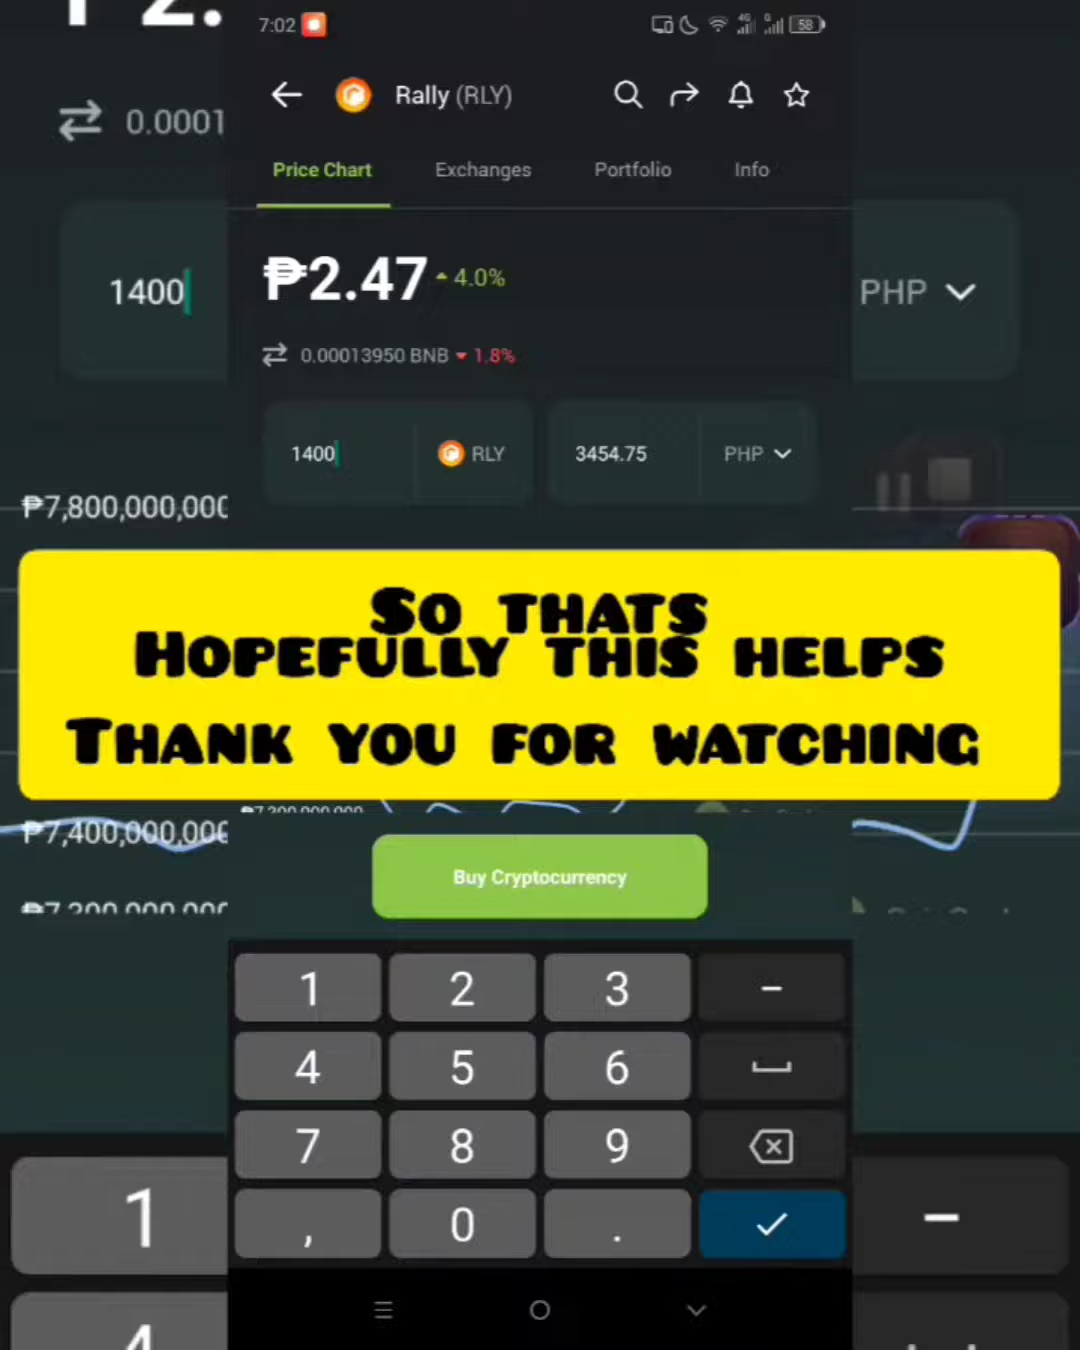 7:02
4G
58
Rally (RLY)
0.0001
Price Chart Exchanges Portfolio Info
₱2.47 4.0%
1400
PHP
0.00013950 BNB 1.8%
1400 RLY 3454.75 PHP
₱7,800,000,000
So thats
Hopefully this helps
Thank you for watching
₱7,400,000,000
Buy Cryptocurrency
1 2 3 -
4 5 6
7 8 9
, 0 .
1 -
4